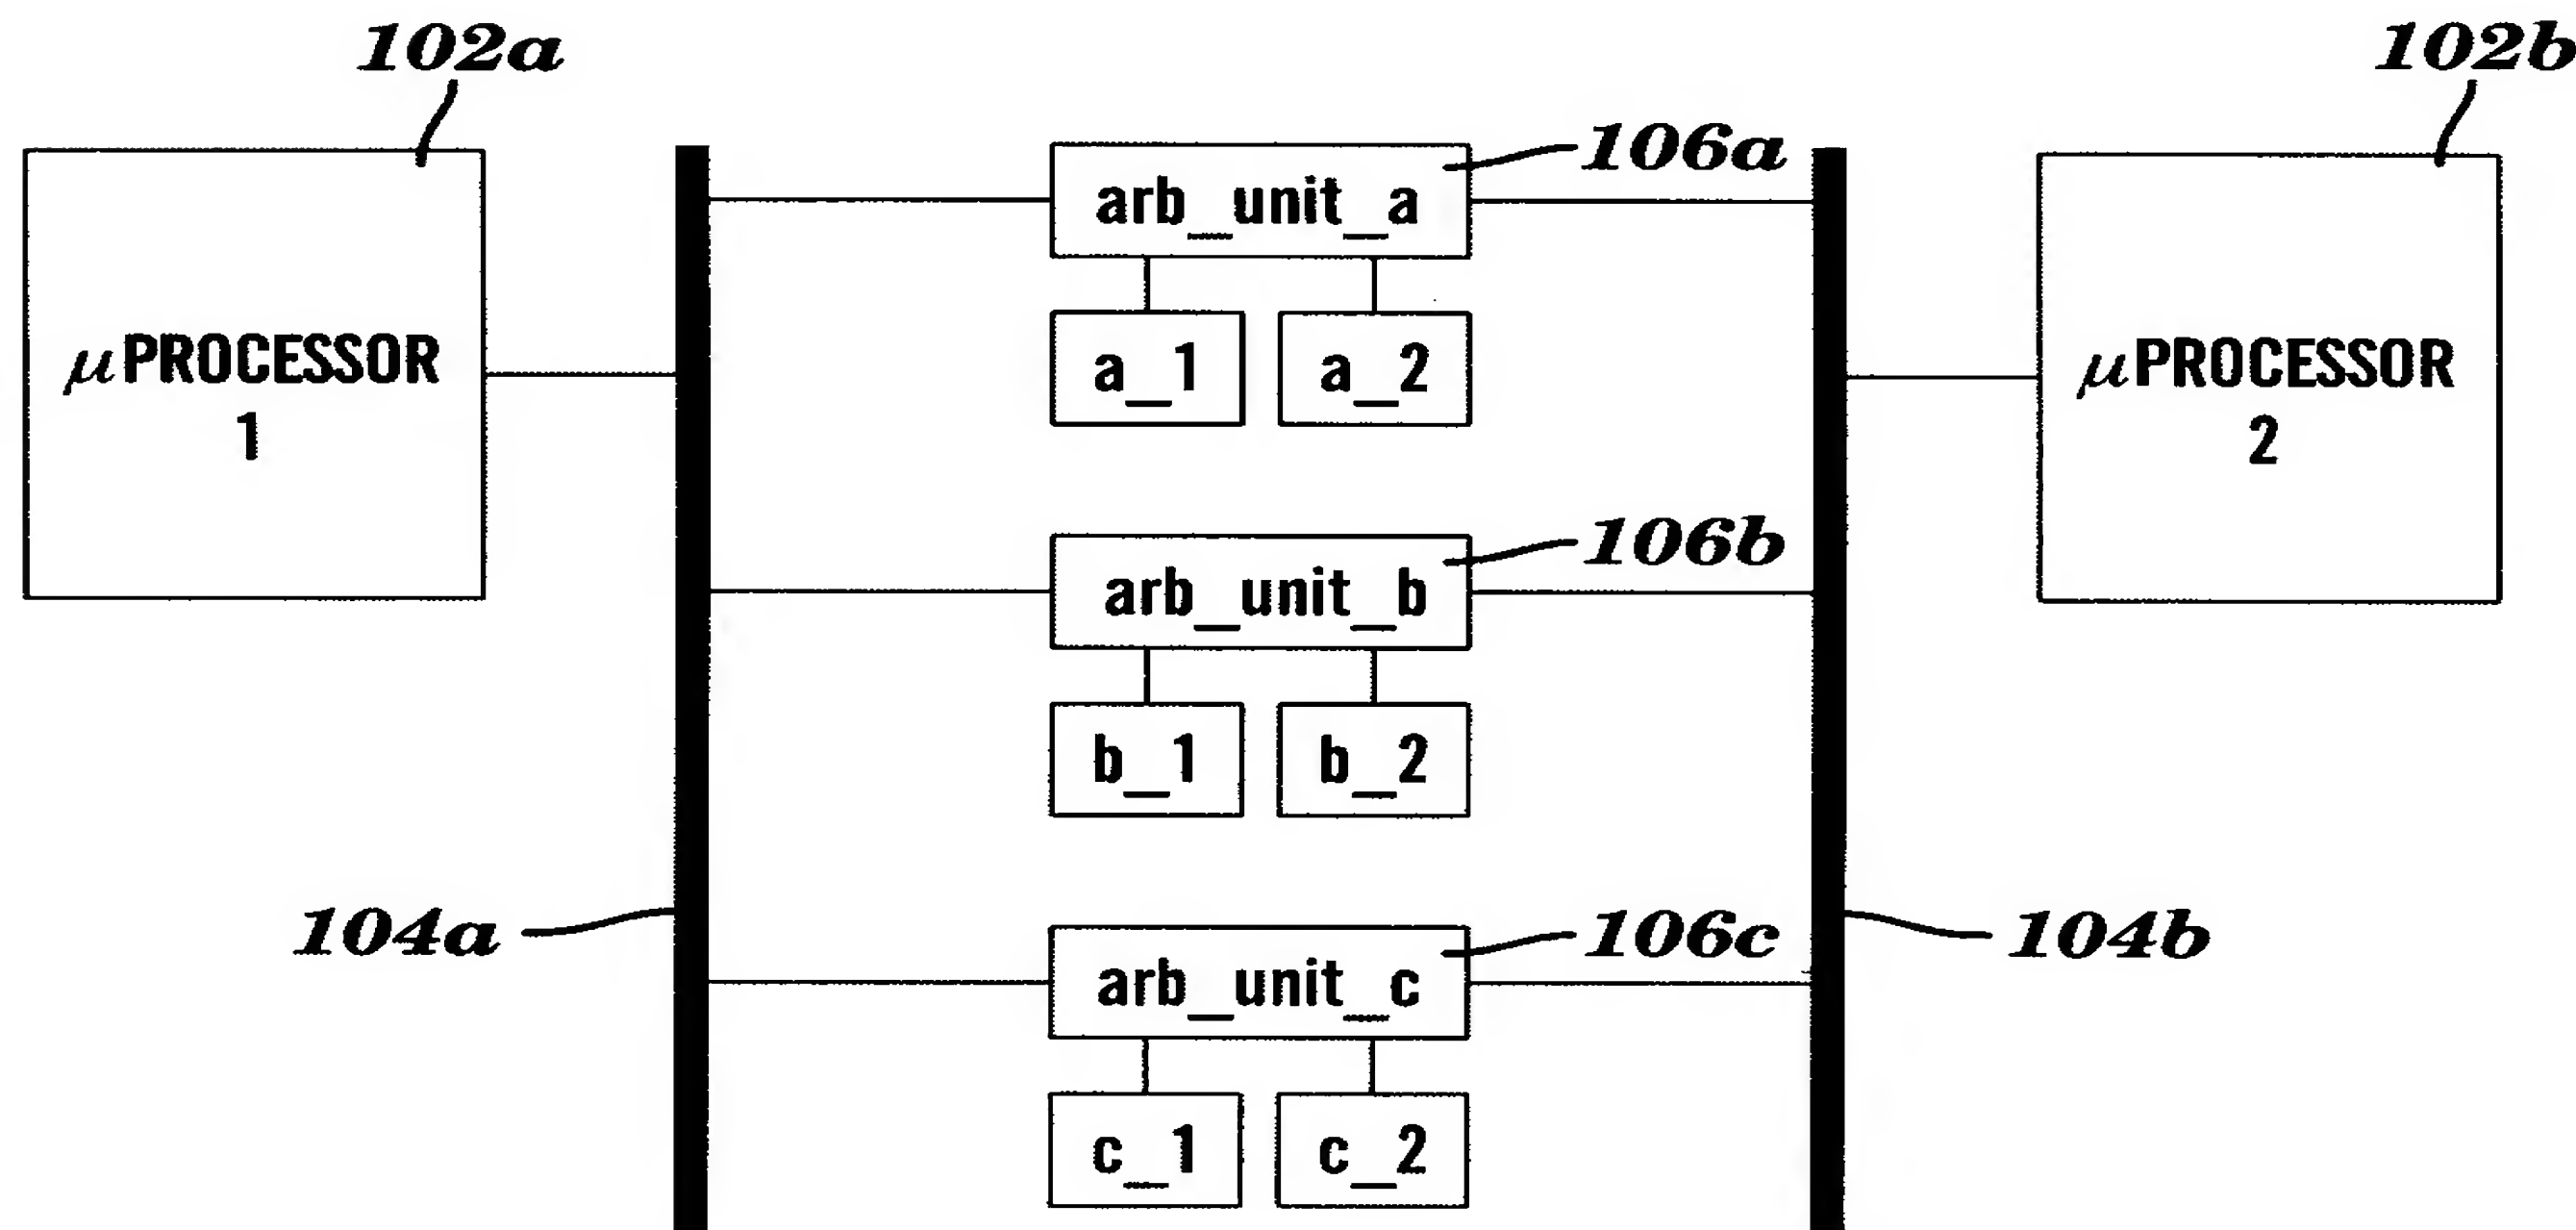 102a
102b
106a
arb_unit_a
µPROCESSOR
1
a_1
a_2
µPROCESSOR
2
106b
arb_unit_b
b_1
b_2
104a
106c
104b
arb_unit_c
c_1
c_2